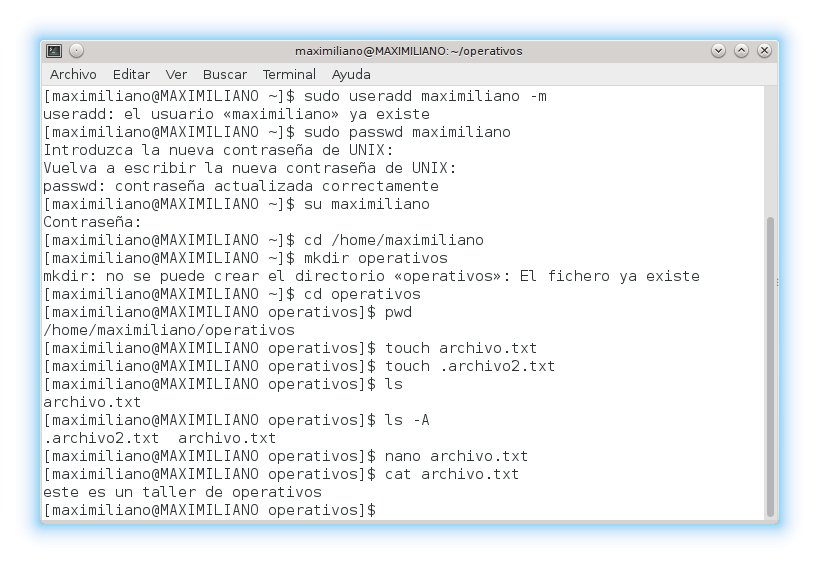 maximiliano@MAXIMILIANO:~/operativos
Archivo Editar Ver Buscar Terminal Ayuda
[maximiliano@MAXIMILIANO ~]$ sudo useradd maximiliano -m
useradd: el usuario «maximiliano» ya existe
[maximiliano@MAXIMILIANO ~]$ sudo passwd maximiliano
Introduzca la nueva contraseña de UNIX:
Vuelva a escribir la nueva contraseña de UNIX:
passwd: contraseña actualizada correctamente
[maximiliano@MAXIMILIANO ~]$ su maximiliano
Contraseña:
[maximiliano@MAXIMILIANO ~]$ cd /home/maximiliano
[maximiliano@MAXIMILIANO ~]$ mkdir operativos
mkdir: no se puede crear el directorio «operativos»: El fichero ya existe
[maximiliano@MAXIMILIANO ~]$ cd operativos
[maximiliano@MAXIMILIANO operativos]$ pwd
/home/maximiliano/operativos
[maximiliano@MAXIMILIANO operativos]$ touch archivo.txt
[maximiliano@MAXIMILIANO operativos]$ touch .archivo2.txt
[maximiliano@MAXIMILIANO operativos]$ ls
archivo.txt
[maximiliano@MAXIMILIANO operativos]$ ls -A
.archivo2.txt  archivo.txt
[maximiliano@MAXIMILIANO operativos]$ nano archivo.txt
[maximiliano@MAXIMILIANO operativos]$ cat archivo.txt
este es un taller de operativos
[maximiliano@MAXIMILIANO operativos]$